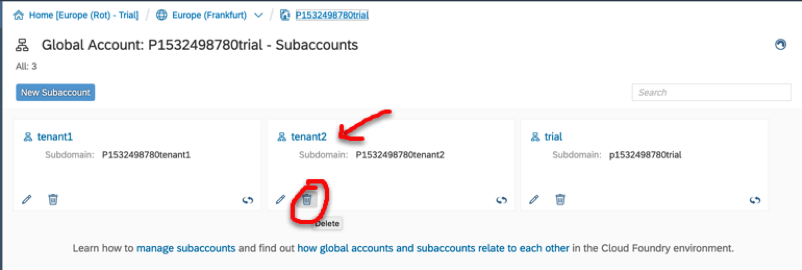 Home [Europe (Rot) - Trial] / Europe (Frankfurt) / P1532498780trial
Global Account: P1532498780trial - Subaccounts
All: 3
New Subaccount
Search
tenant1
Subdomain: P1532498780tenant1
tenant2
Subdomain: P1532498780tenant2
trial
Subdomain: p1532498780trial
Delete
Learn how to manage subaccounts and find out how global accounts and subaccounts relate to each other in the Cloud Foundry environment.